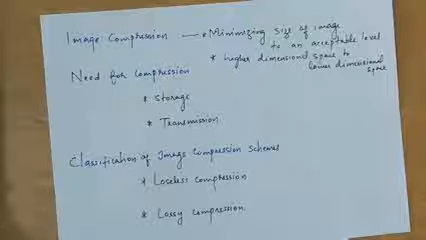 Image Compression — * Minimizing size of image
to an acceptable level
* higher dimensional space to
lower dimensional
space
Need for compression
* Storage
* Transmission
Classification of Image Compression Schemes
* Loseless compression
* Lossy compression